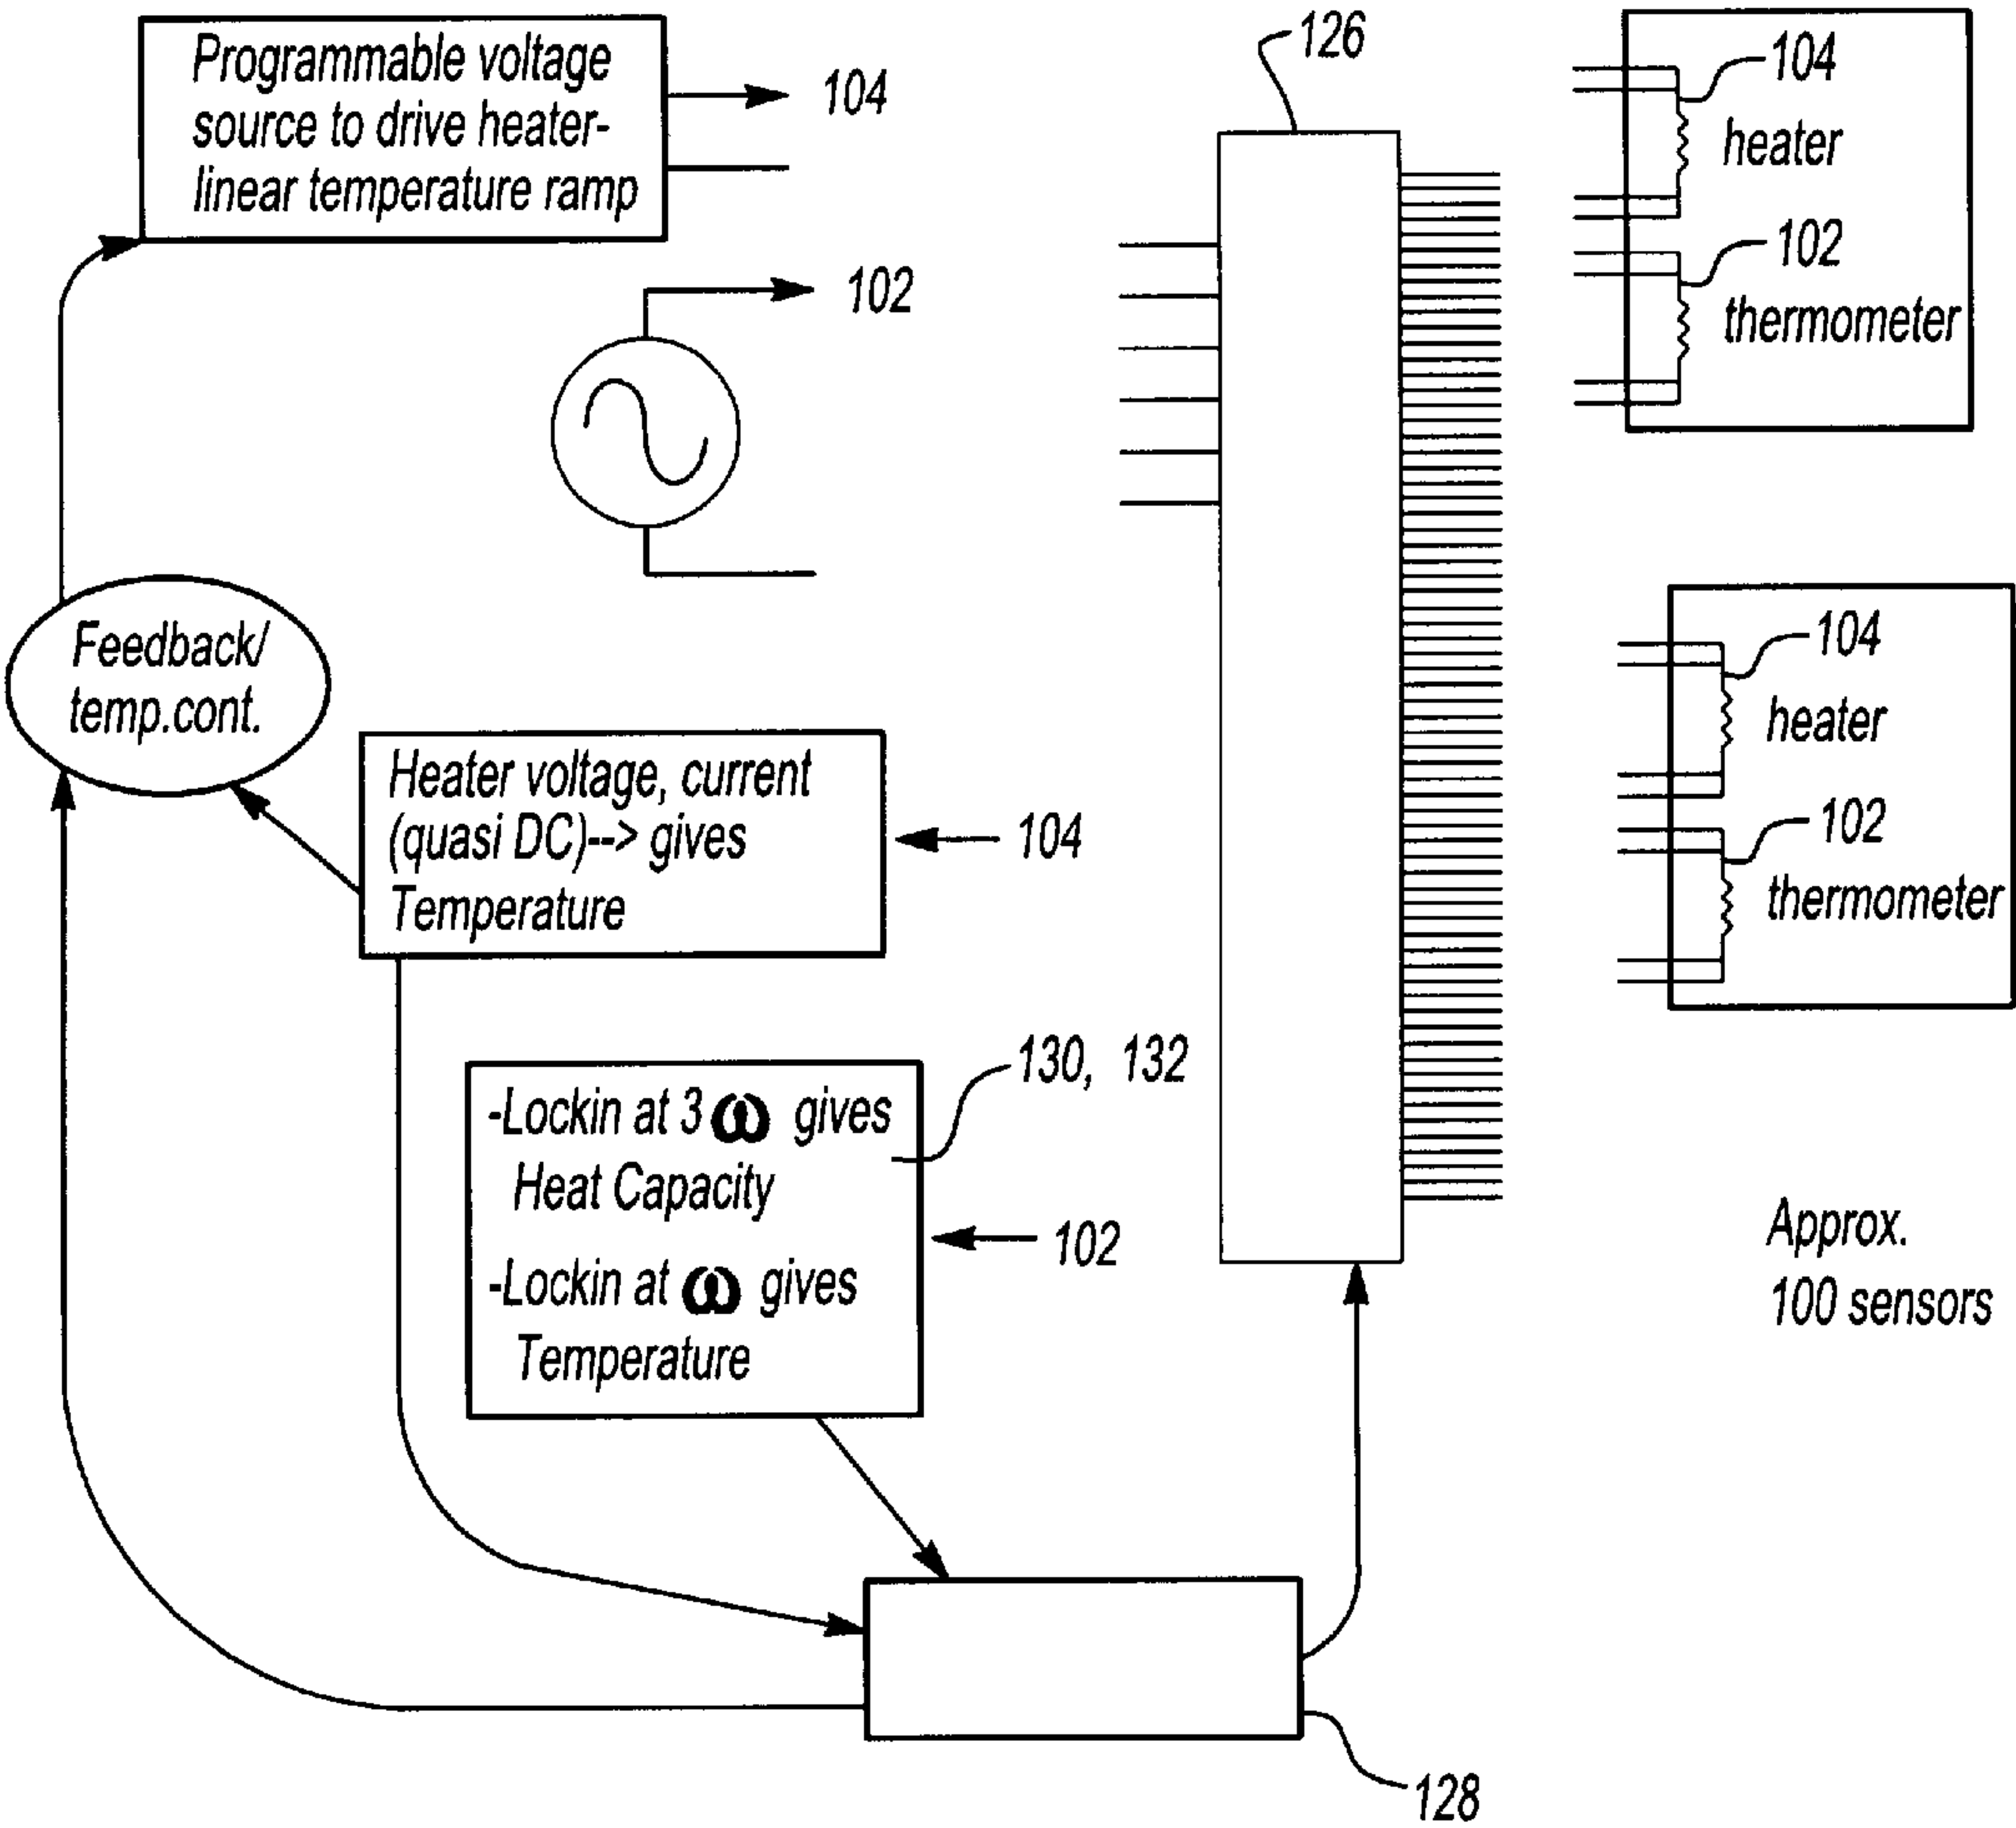 Programmable voltage
source to drive heater-
linear temperature ramp
104
102
126
104
heater
102
thermometer
Feedback/
temp.cont.
Heater voltage, current
(quasi DC)--> gives
Temperature
104
104
heater
102
thermometer
-Lockin at 3 ω gives
Heat Capacity
-Lockin at ω gives
Temperature
130, 132
102
Approx.
100 sensors
128